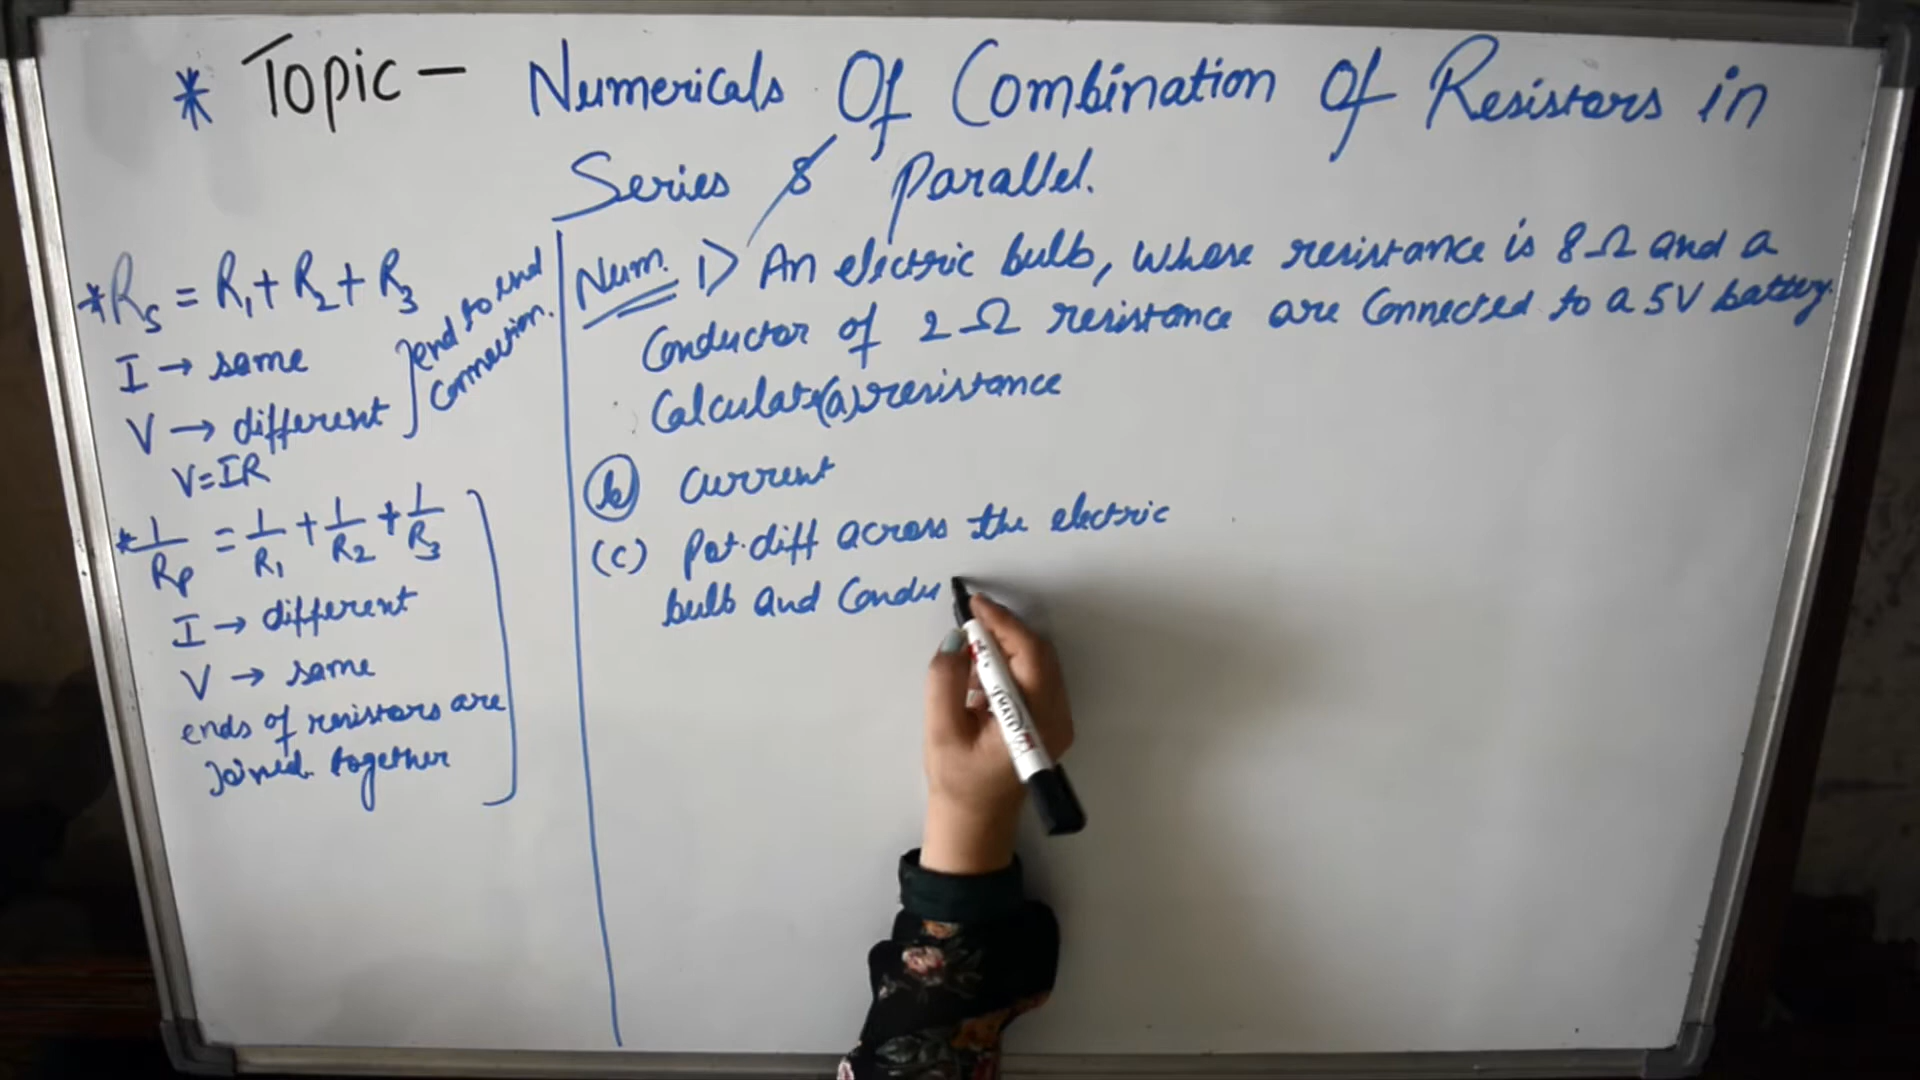 * Topic - Numericals Of Combination Of Resistors in
Series & parallel.
*Rs = R1 + R2 + R3
I → same
V → different
end to end
connection.
V=IR
*1/Rp = 1/R1 + 1/R2 + 1/R3
I → different
V → same
ends of resistors are
Joined together
Num. 1) An electric bulb, whose resistance is 8Ω and a
Conductor of 2Ω resistance are Connected to a 5V battery.
Calculate(a) resistance
(b) Current
(c) Pot.diff across the electric
bulb and Condu